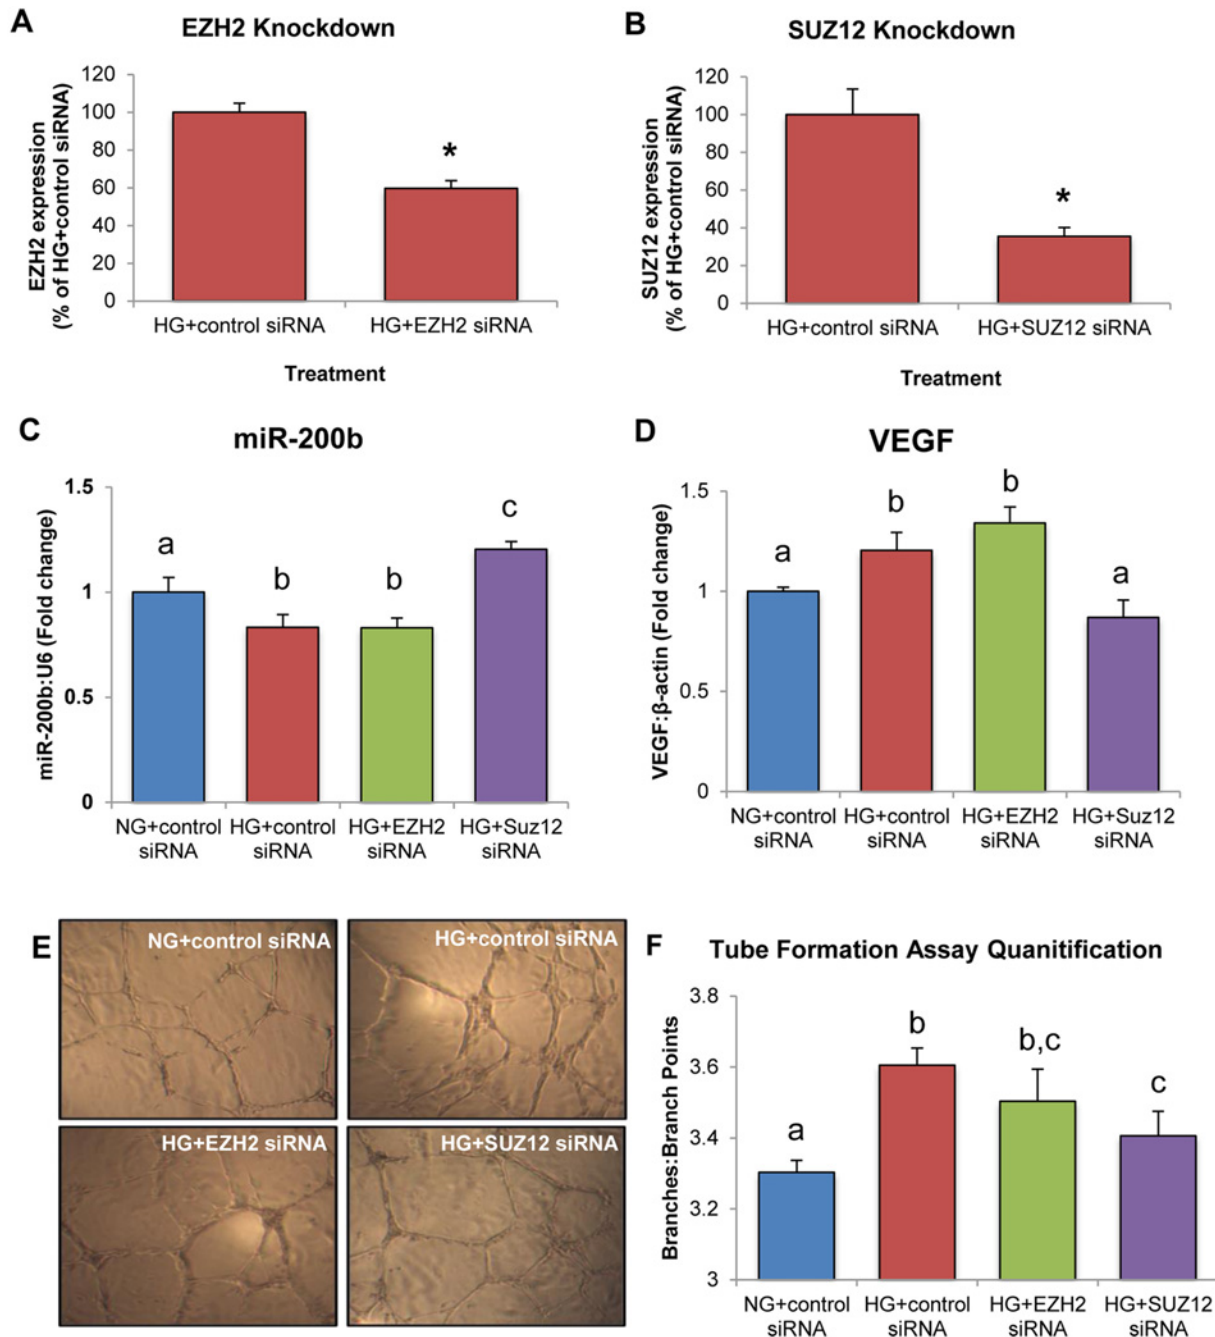 A
EZH2 Knockdown
EZH2 expression
(% of HG+control siRNA)
120
100
80
60
40
20
0
*
HG+control siRNA
HG+EZH2 siRNA
Treatment
B
SUZ12 Knockdown
SUZ12 expression
(% of HG+control siRNA)
120
100
80
60
40
20
0
*
HG+control siRNA
HG+SUZ12 siRNA
Treatment
C
miR-200b
miR-200b:U6 (Fold change)
1.5
1
0.5
0
a
b
b
c
NG+control
siRNA
HG+control
siRNA
HG+EZH2
siRNA
HG+Suz12
siRNA
D
VEGF
VEGF:β-actin (Fold change)
1.5
1
0.5
0
a
b
b
a
NG+control
siRNA
HG+control
siRNA
HG+EZH2
siRNA
HG+Suz12
siRNA
E
NG+control siRNA
HG+control siRNA
HG+EZH2 siRNA
HG+SUZ12 siRNA
F
Tube Formation Assay Quanitification
Branches:Branch Points
3.8
3.6
3.4
3.2
3
a
b
b,c
c
NG+control
siRNA
HG+control
siRNA
HG+EZH2
siRNA
HG+SUZ12
siRNA